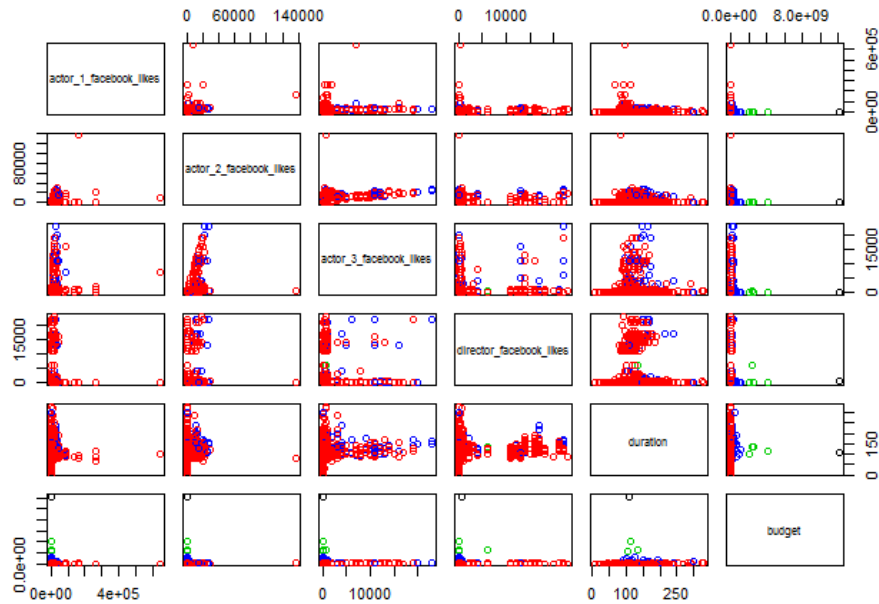 0 60000 140000 0 10000 0.0e+00 8.0e+09
actor_1_facebook_likes
0e+00 6e+05
actor_2_facebook_likes
0 80000
actor_3_facebook_likes
0 15000
director_facebook_likes
0 15000
duration
0 150
budget
0.0e+00
0e+00 4e+05 0 10000 0 100 250